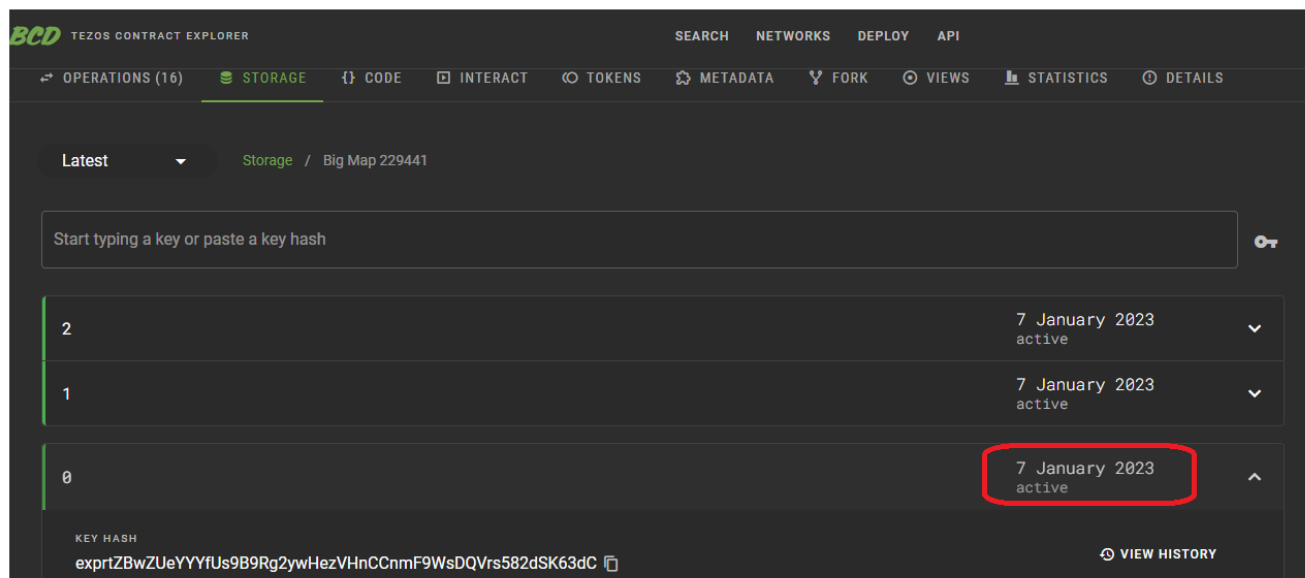 BCD TEZOS CONTRACT EXPLORER SEARCH NETWORKS DEPLOY API
OPERATIONS (16) STORAGE {} CODE INTERACT TOKENS METADATA FORK VIEWS STATISTICS DETAILS
Latest Storage / Big Map 229441
Start typing a key or paste a key hash
2 7 January 2023
active
1 7 January 2023
active
0 7 January 2023
active
KEY HASH
exprtZBwZUeYYYfUs9B9Rg2ywHezVHnCCnmF9WsDQVrs582dSK63dC VIEW HISTORY